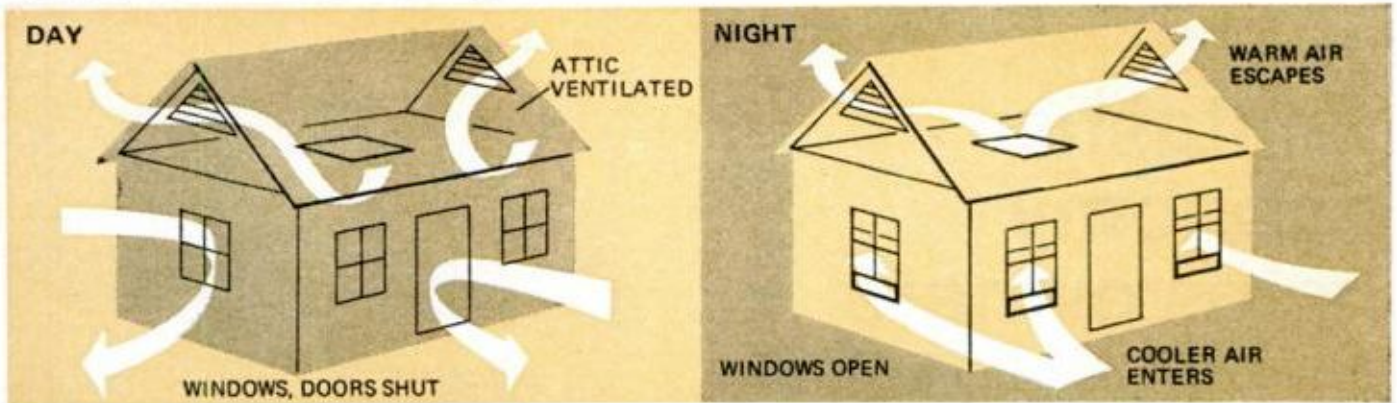 DAY
ATTIC
VENTILATED
WINDOWS, DOORS SHUT
NIGHT
WARM AIR
ESCAPES
WINDOWS OPEN
COOLER AIR
ENTERS